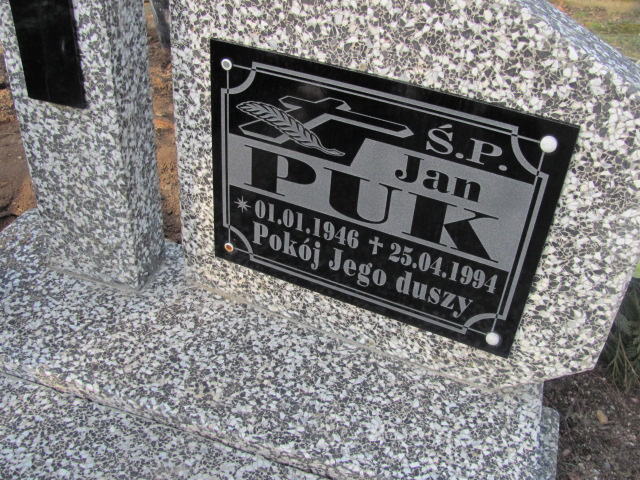 Ś.P.
Jan
PUK
* 01.01.1946 ✝ 25.04.1994
Pokój Jego duszy